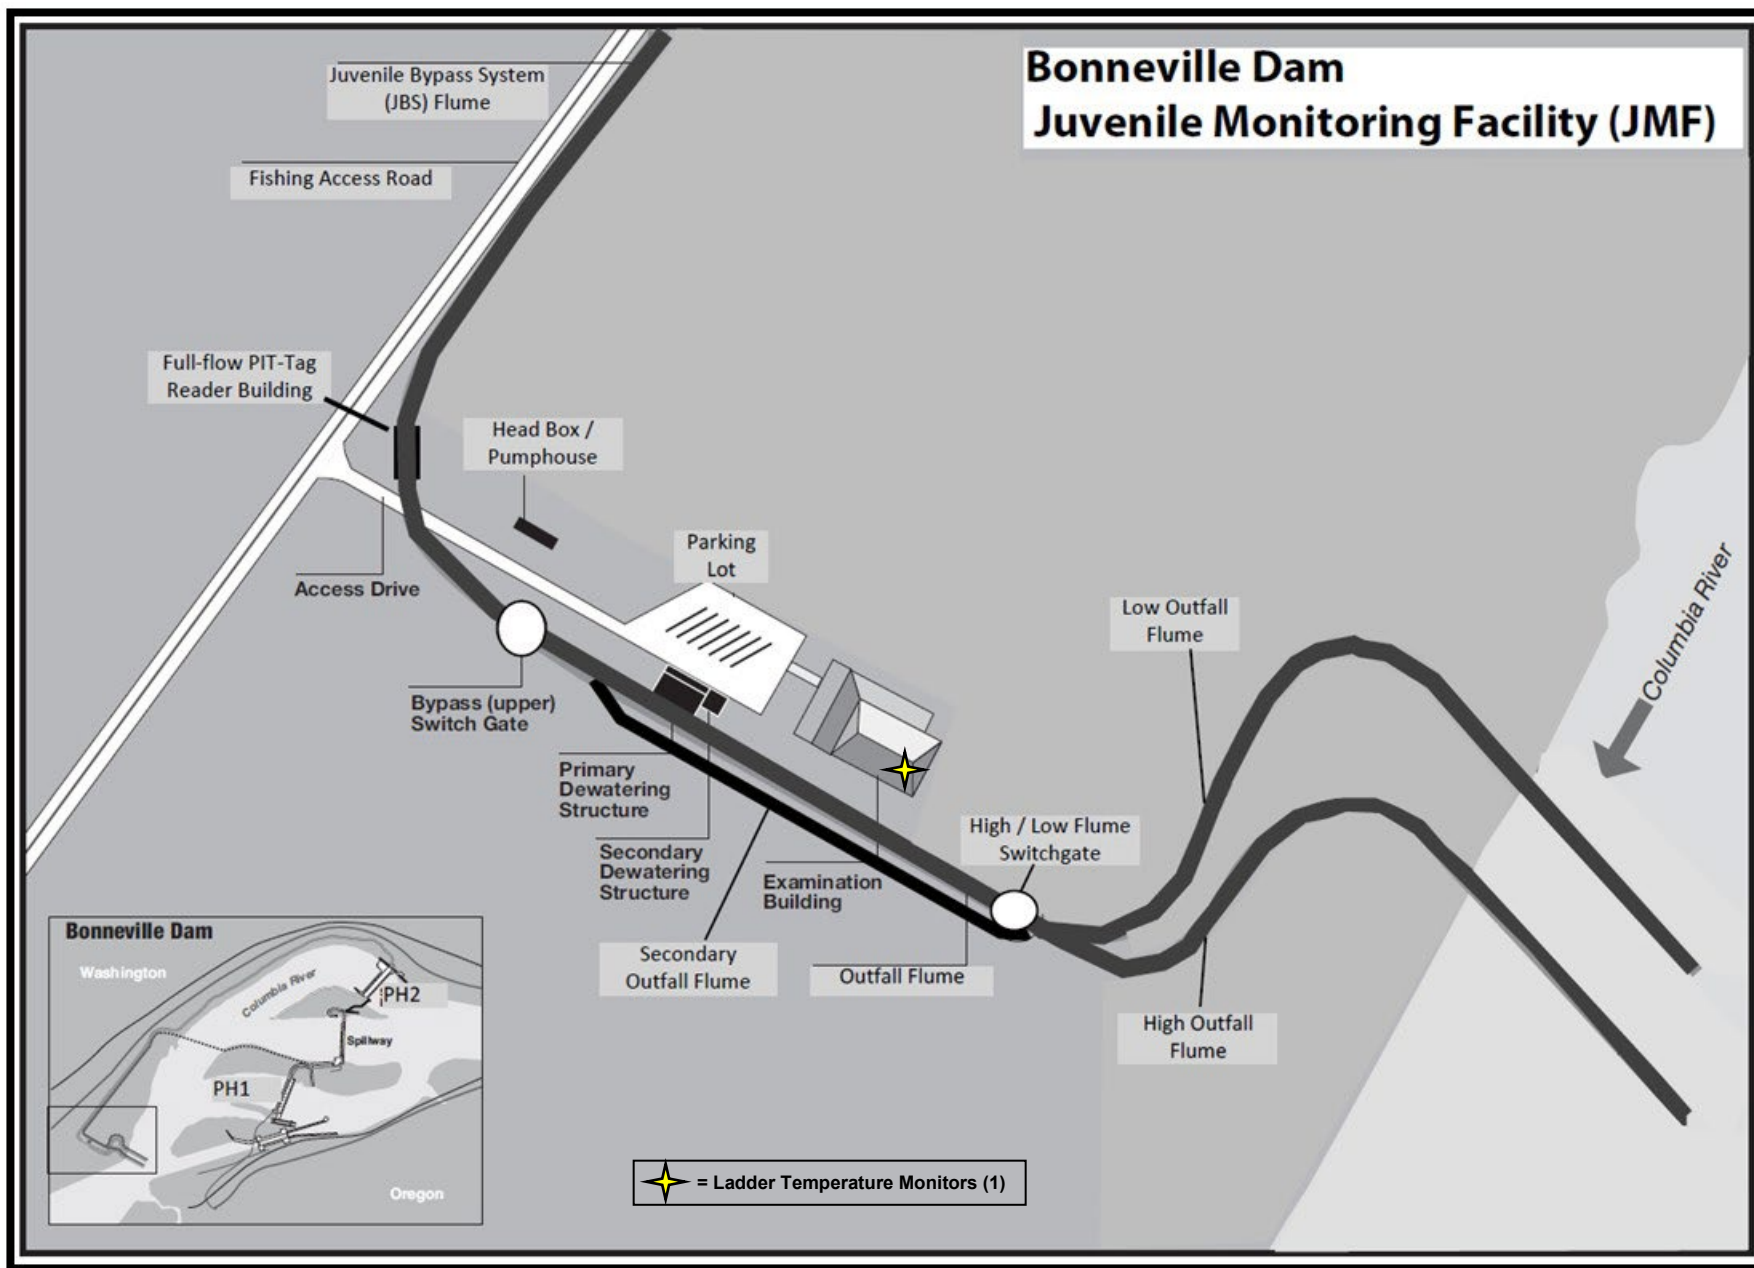 Bonneville Dam
Juvenile Monitoring Facility (JMF)
Juvenile Bypass System
(JBS) Flume
Fishing Access Road
Full-flow PIT-Tag
Reader Building
Head Box /
Pumphouse
Parking
Lot
Access Drive
Bypass (upper)
Switch Gate
Primary
Dewatering
Structure
Secondary
Dewatering
Structure
Examination
Building
Secondary
Outfall Flume
Outfall Flume
High / Low Flume
Switchgate
Low Outfall
Flume
High Outfall
Flume
Columbia River
Bonneville Dam
Washington
Columbia River
PH2
Spillway
PH1
Oregon
= Ladder Temperature Monitors (1)